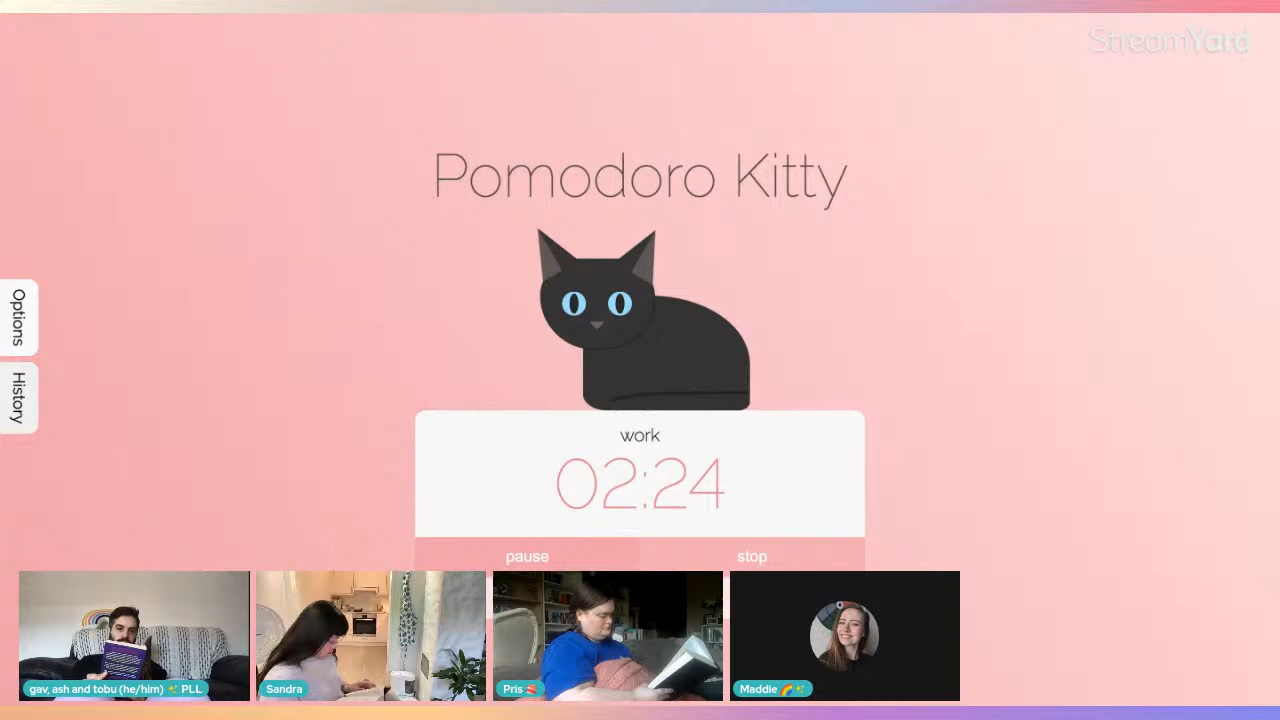 StreamYard
Pomodoro Kitty
Options
History
work
02:24
pause
stop
gav, ash and tobu (he/him) ✨ PLL
Sandra
Pris 🪸
Maddie 🌈✨